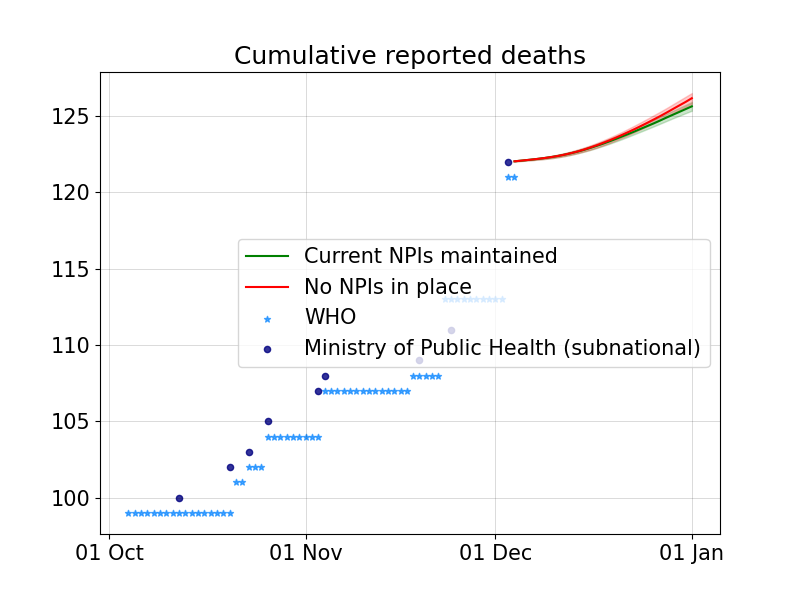 Cumulative reported deaths
125
120
115
110
105
100
Current NPIs maintained
No NPIs in place
WHO
Ministry of Public Health (subnational)
01 Oct
01 Nov
01 Dec
01 Jan